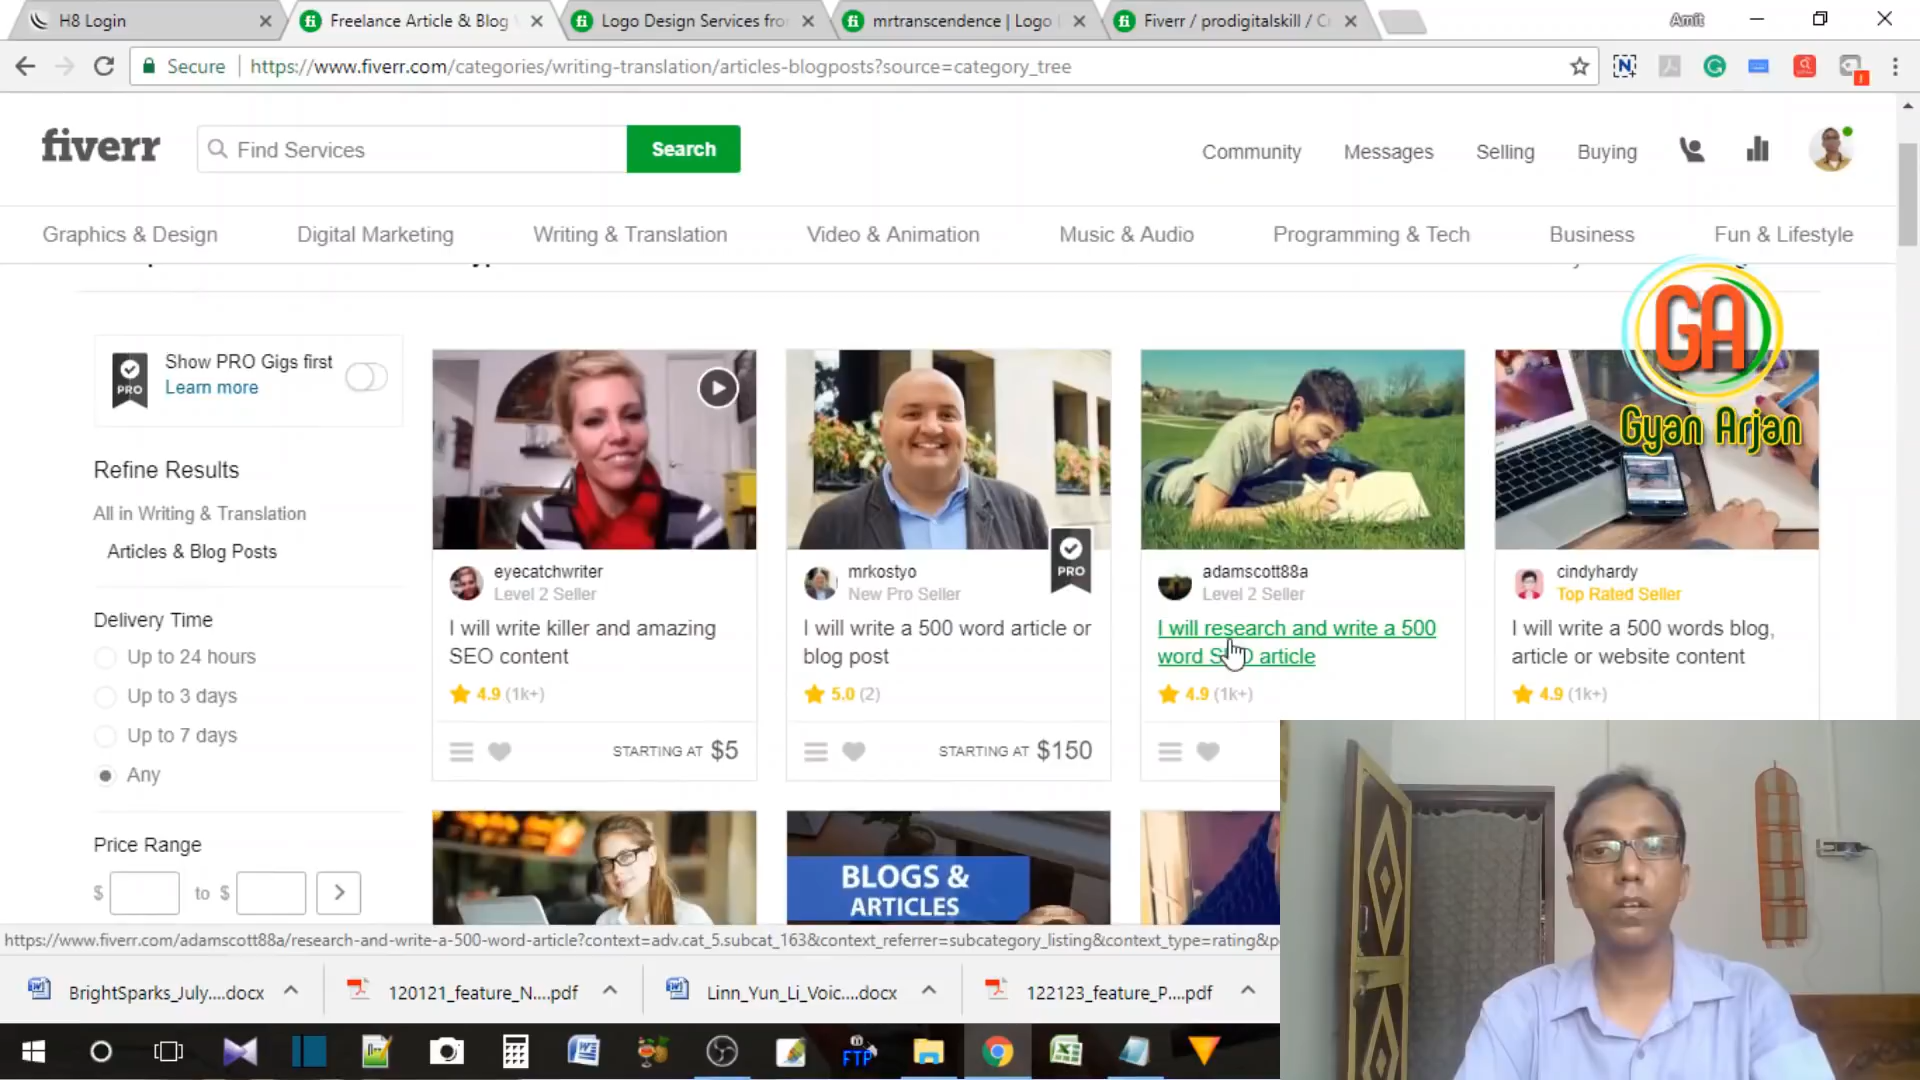 H8 Login
Freelance Article & Blog
Logo Design Services fro
mrtranscendence | Logo
Fiverr / prodigitalskill / C
Amit
Secure
https://www.fiverr.com/categories/writing-translation/articles-blogposts?source=category_tree
fiverr
Find Services
Search
Community
Messages
Selling
Buying
Graphics & Design
Digital Marketing
Writing & Translation
Video & Animation
Music & Audio
Programming & Tech
Business
Fun & Lifestyle
GA
Gyan Arjan
PRO
Show PRO Gigs first
Learn more
Refine Results
All in Writing & Translation
Articles & Blog Posts
Delivery Time
Up to 24 hours
Up to 3 days
Up to 7 days
Any
Price Range
$ to $
eyecatchwriter
Level 2 Seller
I will write killer and amazing
SEO content
4.9 (1k+)
STARTING AT $5
PRO
mrkostyo
New Pro Seller
I will write a 500 word article or
blog post
5.0 (2)
STARTING AT $150
adamscott88a
Level 2 Seller
I will research and write a 500
word SEO article
4.9 (1k+)
cindyhardy
Top Rated Seller
I will write a 500 words blog,
article or website content
4.9 (1k+)
BLOGS &
ARTICLES
https://www.fiverr.com/adamscott88a/research-and-write-a-500-word-article?context=adv.cat_5.subcat_163&context_referrer=subcategory_listing&context_type=rating&p
BrightSparks_July....docx
120121_feature_N....pdf
Linn_Yun_Li_Voic....docx
122123_feature_P....pdf
FTP